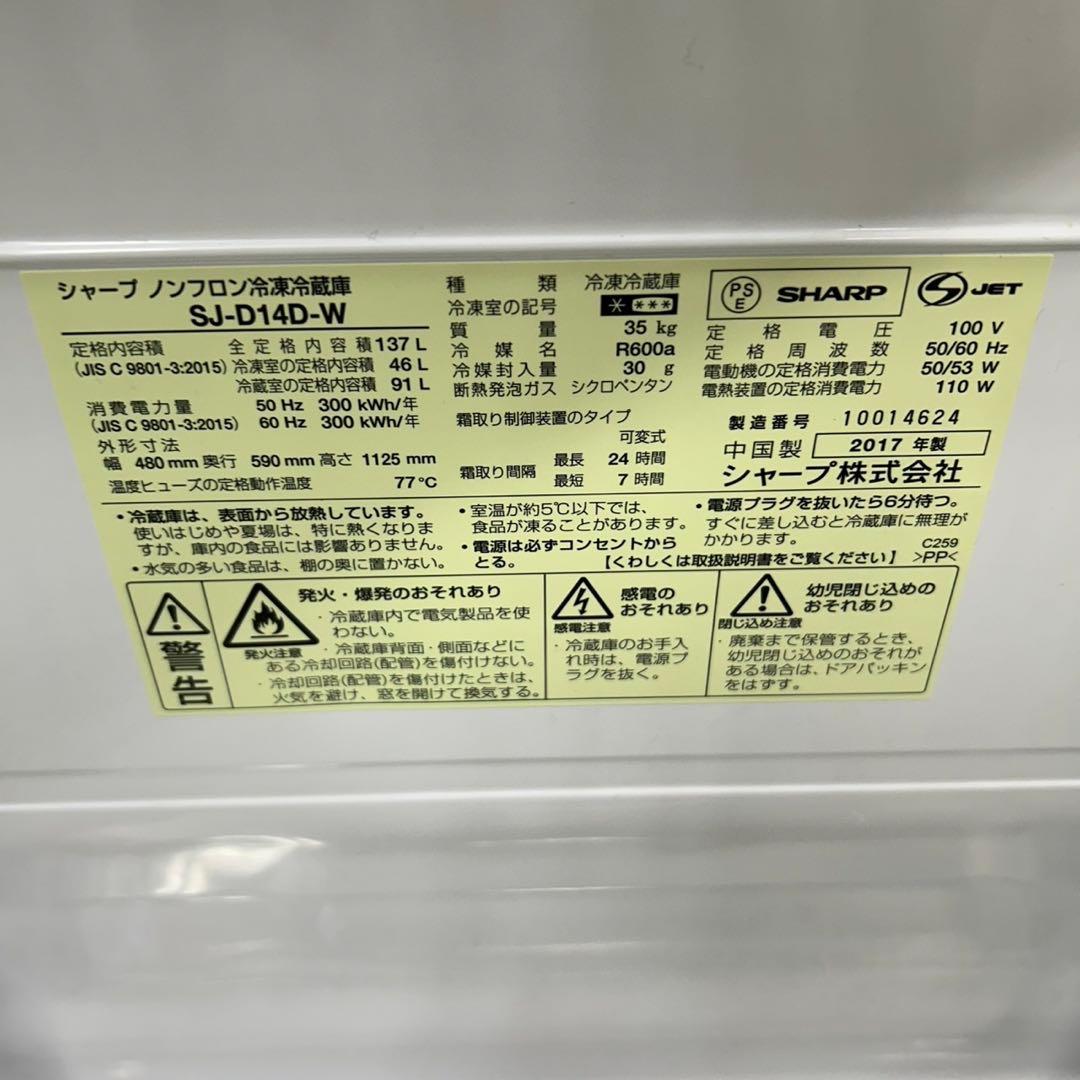 シャープ ノンフロン冷凍冷蔵庫
SJ-D14D-W
定格内容積 全定格内容積 137 L
(JIS C 9801-3:2015) 冷凍室の定格内容積 46 L
冷蔵室の定格内容積 91 L
消費電力量 50 Hz 300 kWh/年
(JIS C 9801-3:2015) 60 Hz 300 kWh/年
外形寸法
幅 480 mm 奥行 590 mm 高さ 1125 mm
温度ヒューズの定格動作温度 77℃
種類 冷凍冷蔵庫
冷凍室の記号 * ***
質量 35 kg
冷媒名 R600a
冷媒封入量 30 g
断熱発泡ガス シクロペンタン
霜取り制御装置のタイプ
可変式
霜取り間隔 最長 24 時間
最短 7 時間
PS
E
SHARP
S JET
定格電圧 100 V
定格周波数 50/60 Hz
電動機の定格消費電力 50/53 W
電熱装置の定格消費電力 110 W
製造番号 10014624
中国製 2017 年製
シャープ株式会社
・冷蔵庫は、表面から放熱しています。
使いはじめや夏場は、特に熱くなりま
すが、庫内の食品には影響ありません。
・水気の多い食品は、棚の奥に置かない。
・室温が約5℃以下では、
食品が凍ることがあります。
・電源は必ずコンセントから
とる。
・電源プラグを抜いたら6分待つ。
すぐに差し込むと冷蔵庫に無理が
かかります。
C259
【くわしくは取扱説明書をご覧ください】 >PP<
警告
発火・爆発のおそれあり
発火注意
・冷蔵庫内で電気製品を使
わない。
・冷蔵庫背面・側面などに
ある冷却回路(配管)を傷付けない。
・冷却回路(配管)を傷付けたときは、
火気を避け、窓を開けて換気する。
感電の
おそれあり
感電注意
・冷蔵庫のお手入
れ時は、電源プ
ラグを抜く。
幼児閉じ込めの
おそれあり
閉じ込め注意
・廃棄まで保管するとき、
幼児閉じ込めのおそれが
ある場合は、ドアパッキン
をはずす。